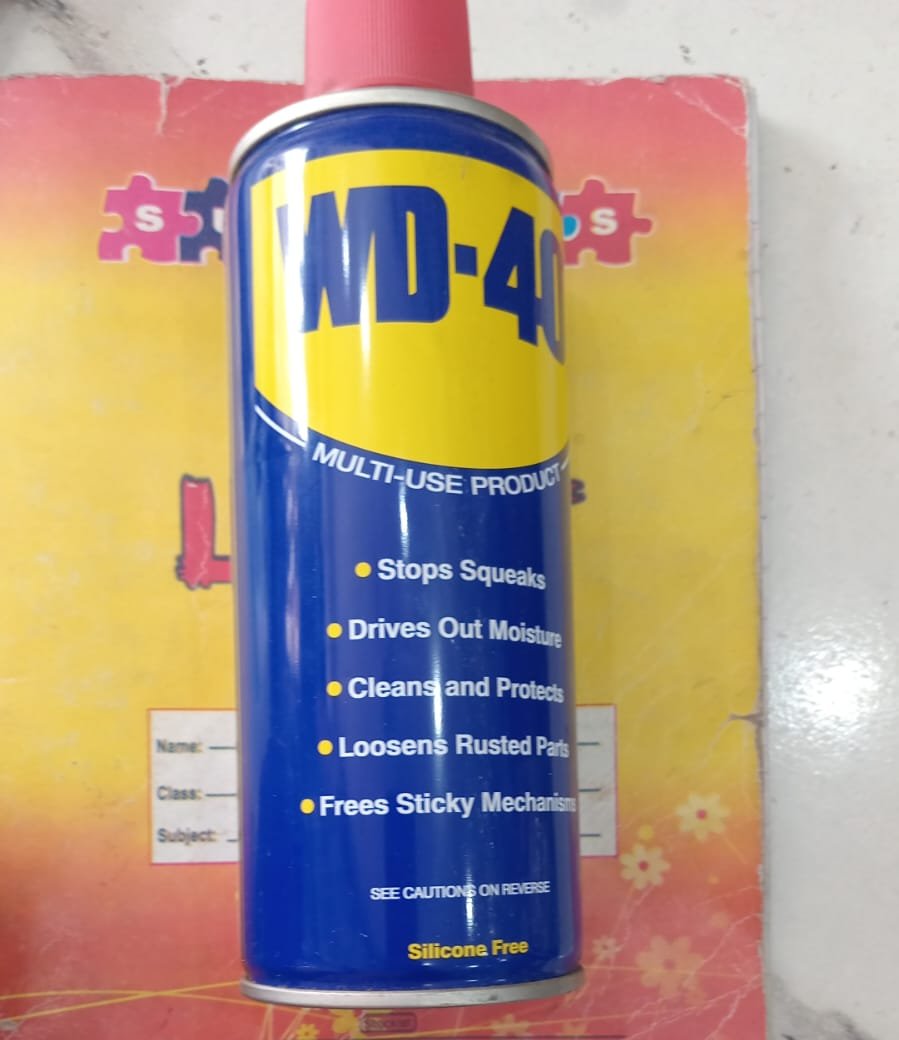 WD-40
MULTI-USE PRODUCT
Stops Squeaks
Drives Out Moisture
Cleans and Protects
Loosens Rusted Parts
Frees Sticky Mechanisms
SEE CAUTIONS ON REVERSE
Silicone Free
S
S
L
Name:
Class:
Subject: